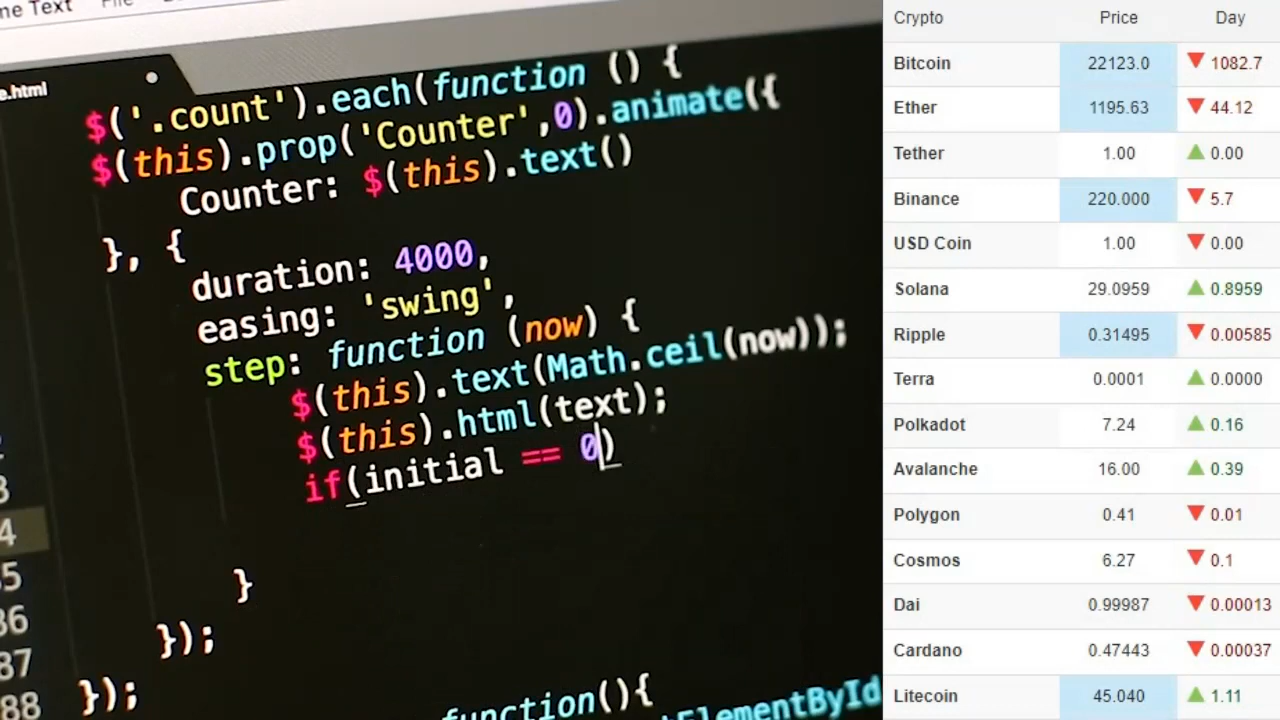 me Text File
e.html
$('.count').each(function () {
$(this).prop('Counter',0).animate({
Counter: $(this).text()
}, {
duration: 4000,
easing: 'swing',
step: function (now) {
$(this).text(Math.ceil(now));
$(this).html(text);
if(initial == 0)
}
});
});
function(){
ElementById
3
4
85
86
87
88
Crypto Price Day
Bitcoin 22123.0 ▼ 1082.7
Ether 1195.63 ▼ 44.12
Tether 1.00 ▲ 0.00
Binance 220.000 ▼ 5.7
USD Coin 1.00 ▼ 0.00
Solana 29.0959 ▲ 0.8959
Ripple 0.31495 ▼ 0.00585
Terra 0.0001 ▲ 0.0000
Polkadot 7.24 ▲ 0.16
Avalanche 16.00 ▲ 0.39
Polygon 0.41 ▼ 0.01
Cosmos 6.27 ▼ 0.1
Dai 0.99987 ▼ 0.00013
Cardano 0.47443 ▼ 0.00037
Litecoin 45.040 ▲ 1.11